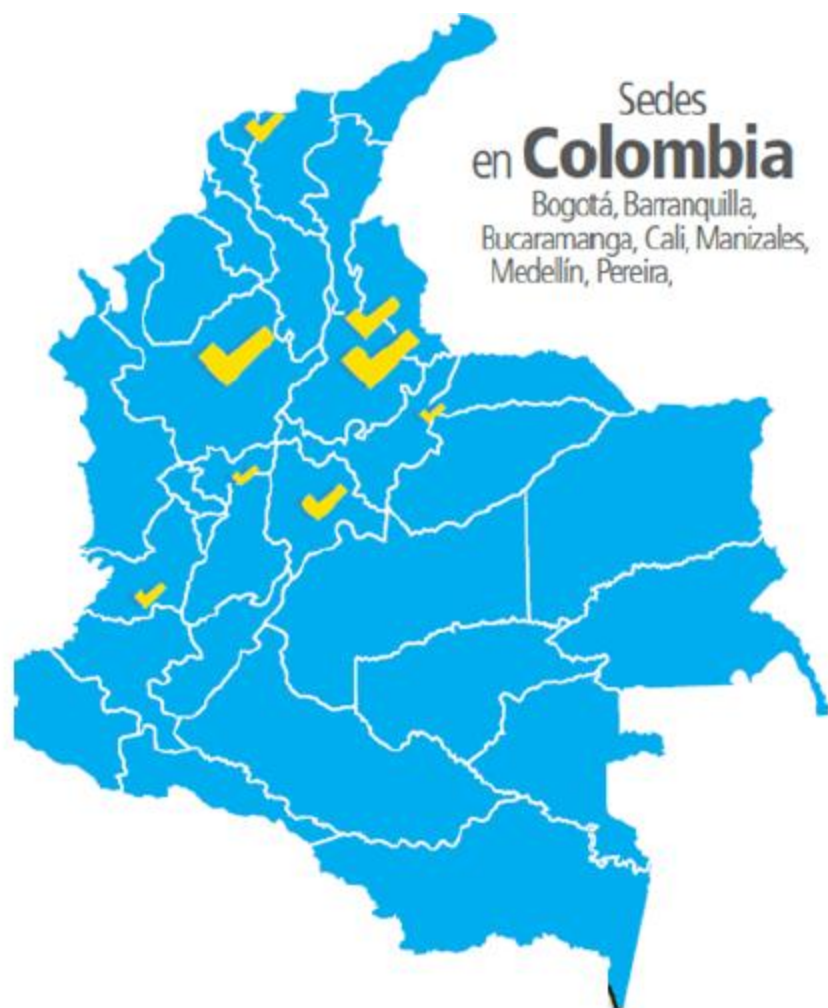 Sedes
en Colombia
Bogotá, Barranquilla,
Bucaramanga, Cali, Manizales,
Medellín, Pereira,